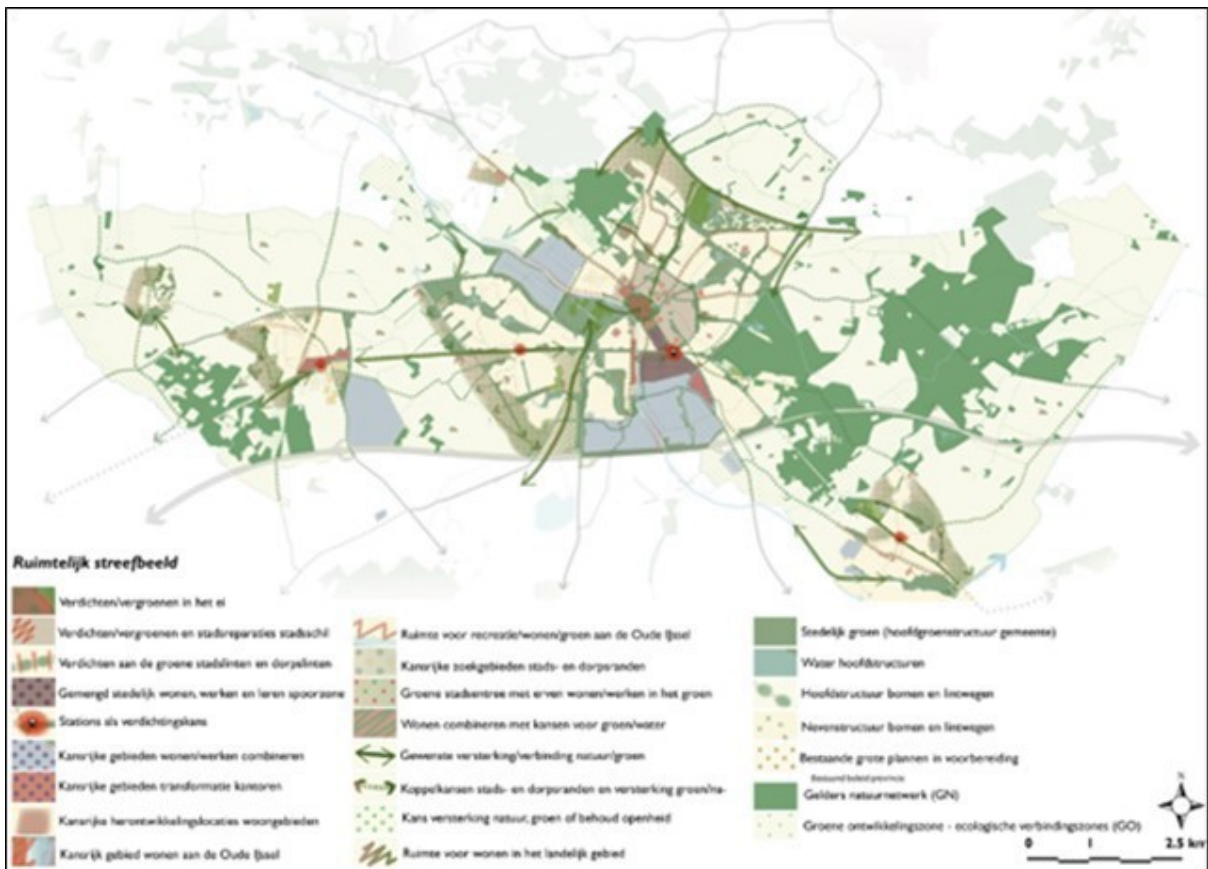 Ruimtelijk streefbeeld
Verdichten/vergroenen in het ei
Verdichten/vergroenen en stadsreparaties stadsschil
Verdichten aan de groene stadslinten en dorpslinten
Gemengd stedelijk wonen, werken en leren spoorzone
Stations als verdichtingskans
Kansrijke gebieden wonen/werken combineren
Kansrijke gebieden transformatie kantoren
Kansrijke herontwikkelingslocaties woongebieden
Kansrijk gebied wonen aan de Oude IJssel
Ruimte voor recreatie/wonen/groen aan de Oude IJssel
Kansrijke zoekgebieden stads- en dorpsranden
Groene stadsentree met erven wonen/werken in het groen
Wonen combineren met kansen voor groen/water
Gewenste versterking/verbinding natuur/groen
Koppelkansen stads- en dorpsranden en versterking groen/na-
Kans versterking natuur, groen of behoud openheid
Ruimte voor wonen in het landelijk gebied
Stedelijk groen (hoofdgroenstructuur gemeente)
Water hoofdstructuren
Hoofdstructuur bomen en lintwegen
Nevenstructuur bomen en lintwegen
Bestaande grote plannen in voorbereiding
Bestaand beleid provincie
Gelders natuurnetwerk (GN)
Groene ontwikkelingszone - ecologische verbindingszones (GO)
N
0 1 2.5 km